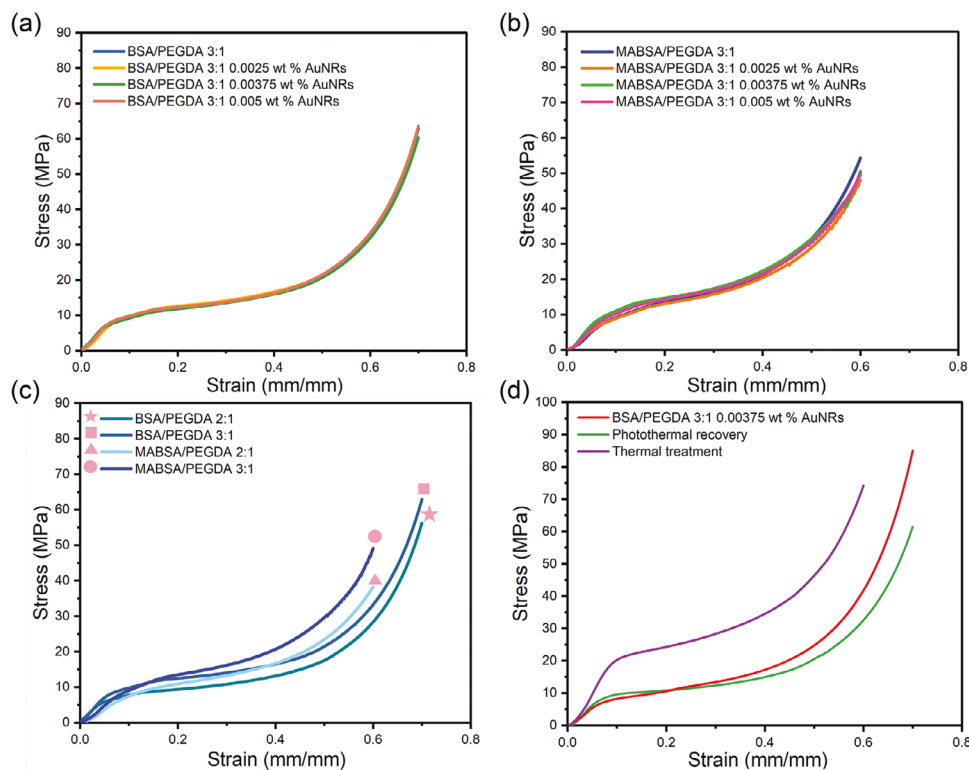 (a)
BSA/PEGDA 3:1
BSA/PEGDA 3:1 0.0025 wt % AuNRs
BSA/PEGDA 3:1 0.00375 wt % AuNRs
BSA/PEGDA 3:1 0.005 wt % AuNRs
90
80
70
60
50
40
30
20
10
0
Stress (MPa)
0.0 0.2 0.4 0.6 0.8
Strain (mm/mm)
(b)
MABSA/PEGDA 3:1
MABSA/PEGDA 3:1 0.0025 wt % AuNRs
MABSA/PEGDA 3:1 0.00375 wt % AuNRs
MABSA/PEGDA 3:1 0.005 wt % AuNRs
90
80
70
60
50
40
30
20
10
0
Stress (MPa)
0.0 0.2 0.4 0.6 0.8
Strain (mm/mm)
(c)
BSA/PEGDA 2:1
BSA/PEGDA 3:1
MABSA/PEGDA 2:1
MABSA/PEGDA 3:1
90
80
70
60
50
40
30
20
10
0
Stress (MPa)
0.0 0.2 0.4 0.6 0.8
Strain (mm/mm)
(d)
BSA/PEGDA 3:1 0.00375 wt % AuNRs
Photothermal recovery
Thermal treatment
100
90
80
70
60
50
40
30
20
10
0
Stress (MPa)
0.0 0.2 0.4 0.6 0.8
Strain (mm/mm)